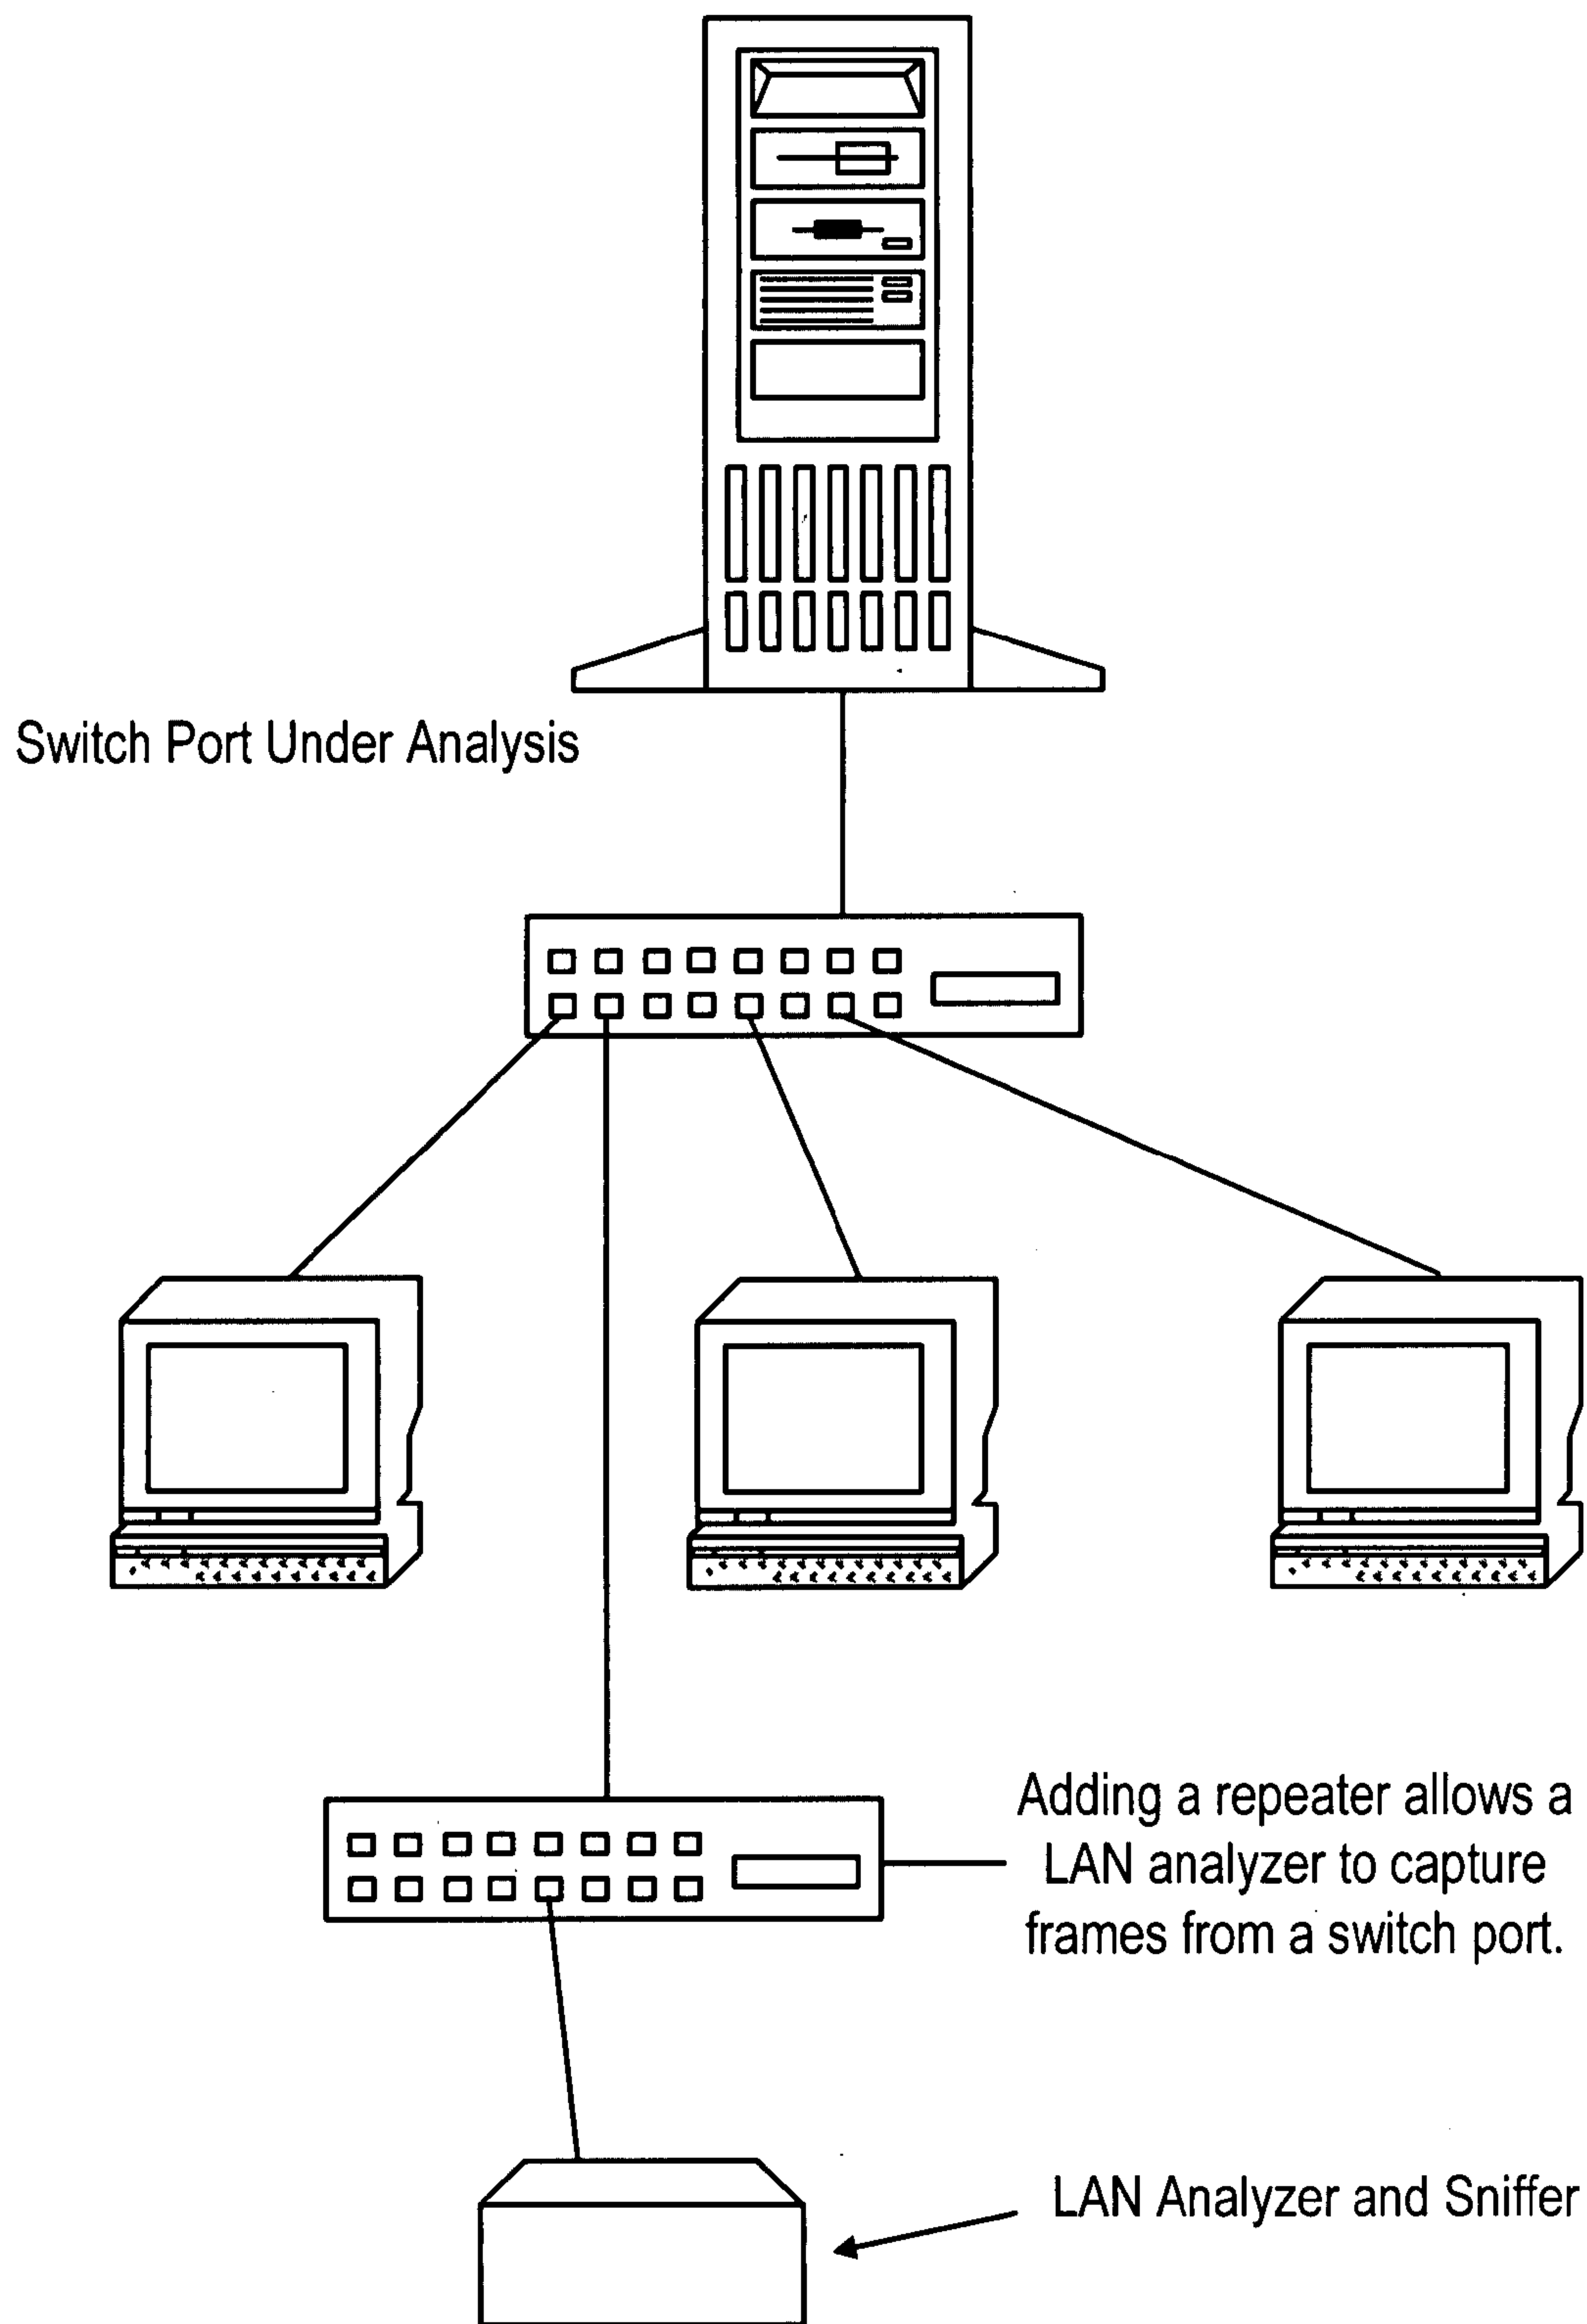 Switch Port Under Analysis
Adding a repeater allows a
LAN analyzer to capture
frames from a switch port.
LAN Analyzer and Sniffer